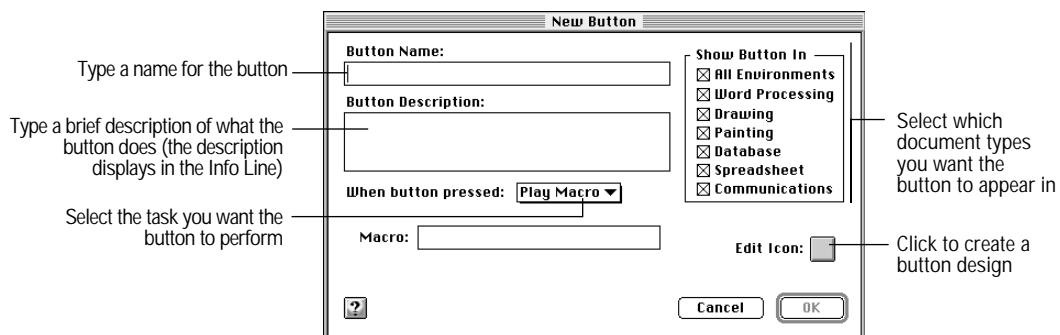 New Button
Button Name:
Type a name for the button
Button Description:
Type a brief description of what the
button does (the description
displays in the Info Line)
When button pressed: Play Macro
Select the task you want the
button to perform
Macro:
Show Button In
All Environments
Word Processing
Drawing
Painting
Database
Spreadsheet
Communications
Select which
document types
you want the
button to appear in
Edit Icon:
Click to create a
button design
?
Cancel
OK